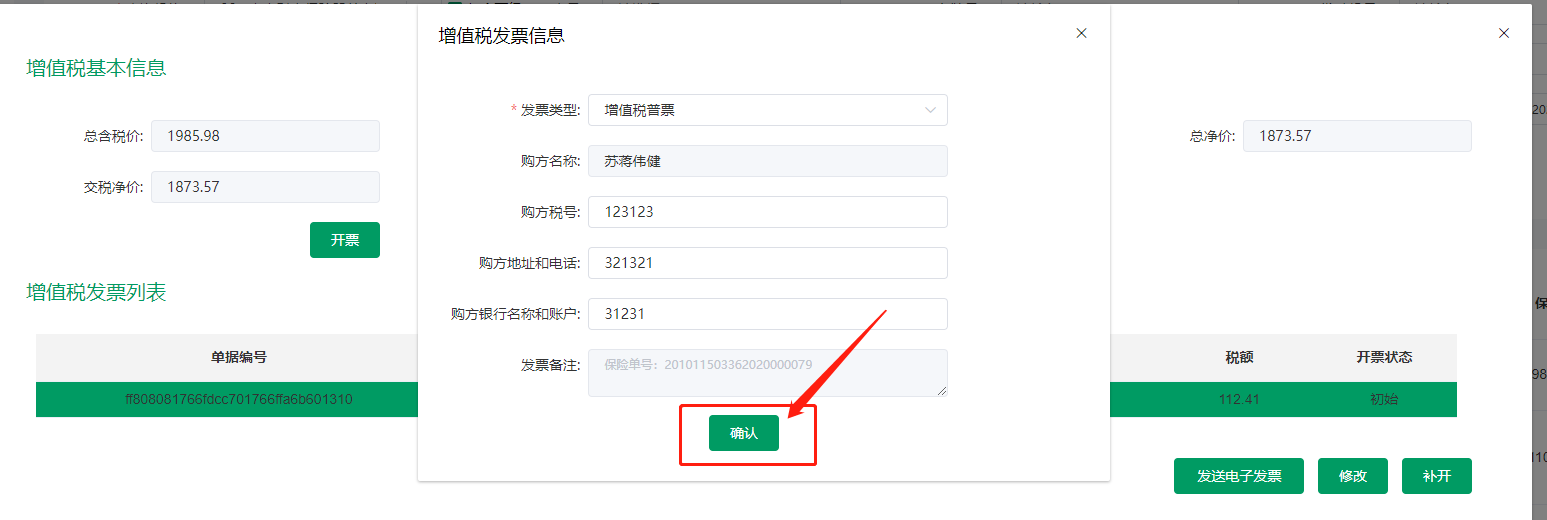 增值税发票信息
增值税基本信息
* 发票类型: 增值税普票
总含税价: 1985.98
总净价: 1873.57
购方名称: 苏蒋伟健
交税净价: 1873.57
购方税号: 123123
开票
购方地址和电话: 321321
增值税发票列表
购方银行名称和账户: 31231
单据编号
税额
开票状态
发票备注: 保险单号: 201011503362020000079
ff808081766fdcc701766ffa6b601310
112.41
初始
确认
发送电子发票
修改
补开